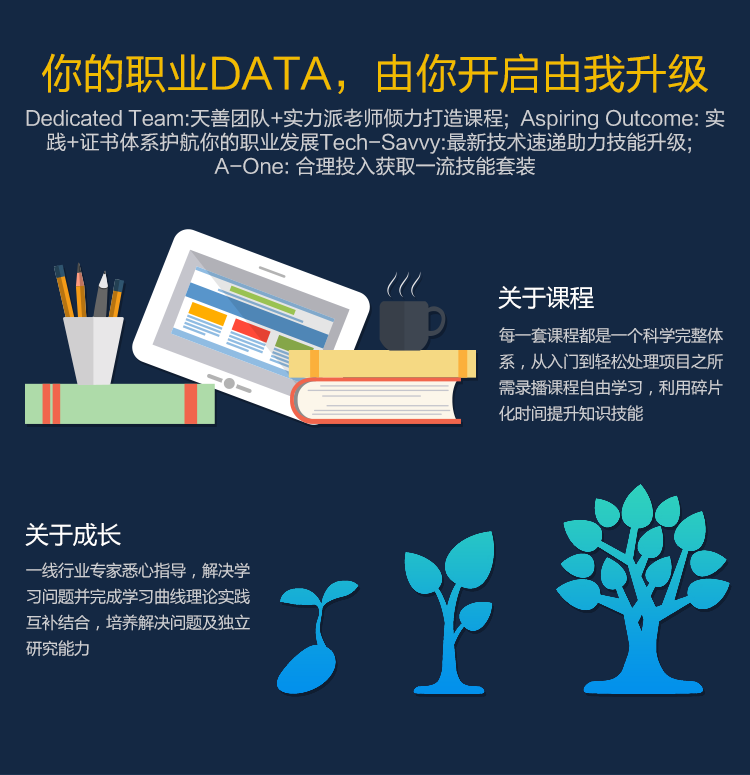 你的职业DATA，由你开启由我升级
Dedicated Team:天善团队+实力派老师倾力打造课程；Aspiring Outcome: 实
践+证书体系护航你的职业发展Tech-Savvy:最新技术速递助力技能升级；
A-One: 合理投入获取一流技能套装
关于课程
每一套课程都是一个科学完整体
系，从入门到轻松处理项目之所
需录播课程自由学习，利用碎片
化时间提升知识技能
关于成长
一线行业专家悉心指导，解决学
习问题并完成学习曲线理论实践
互补结合，培养解决问题及独立
研究能力